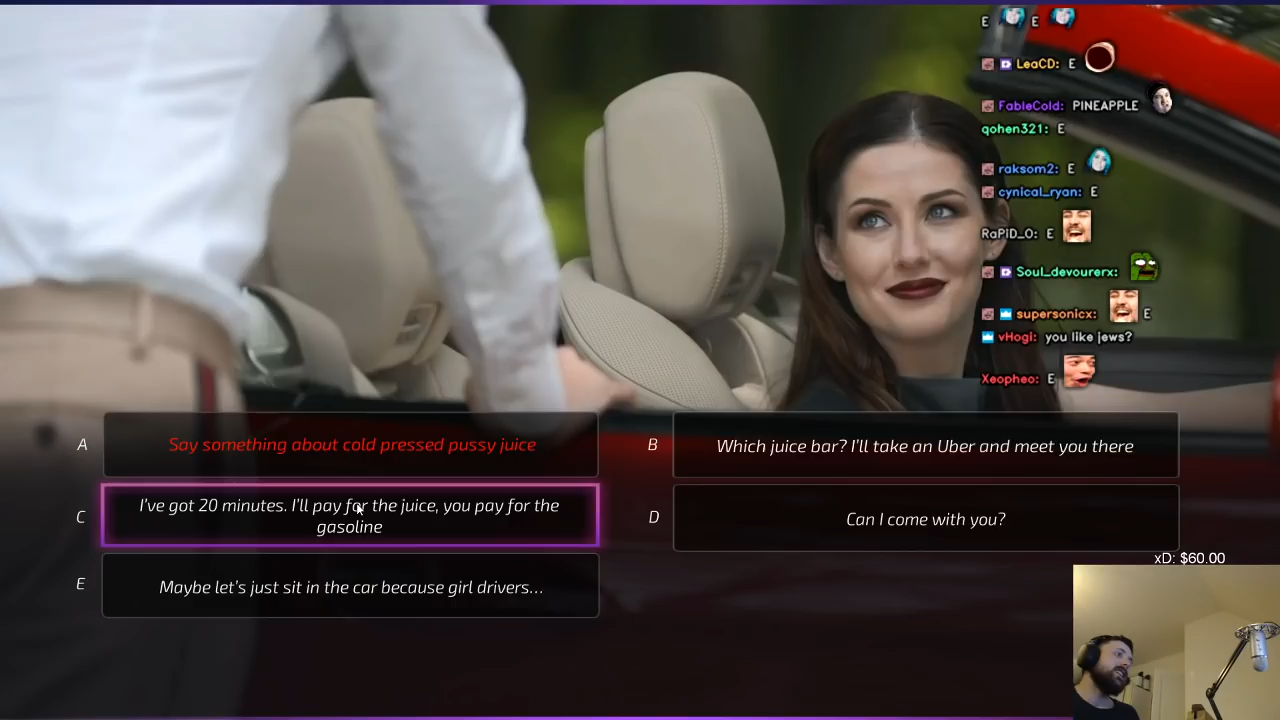 E E
LeaCD: E
FableCold: PINEAPPLE
qohen321: E
raksom2: E
cynical_ryan: E
RaPiD_O: E
Soul_devourerx:
supersonicx: E
vHogi: you like jews?
Xeopheo: E
A Say something about cold pressed pussy juice
B Which juice bar? I'll take an Uber and meet you there
C I've got 20 minutes. I'll pay for the juice, you pay for the
gasoline
D Can I come with you?
E Maybe let's just sit in the car because girl drivers...
xD: $60.00